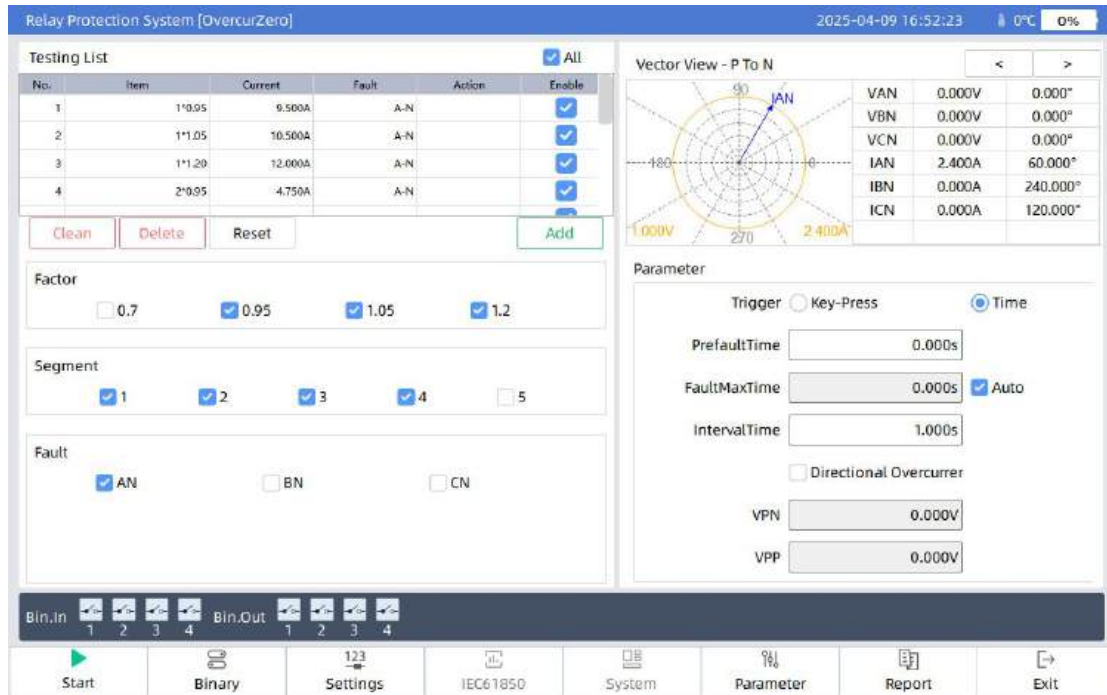 Relay Protection System [OvercurZero] 2025-04-09 16:52:23 0°C 0%
Testing List All
No. Item Current Fault Action Enable
1 1*0.95 9.500A A-N
2 1*1.05 10.500A A-N
3 1*1.20 12.000A A-N
4 2*0.95 4.750A A-N
Clean Delete Reset Add
Factor
0.7 0.95 1.05 1.2
Segment
1 2 3 4 5
Fault
AN BN CN
Vector View - P To N < >
90 IAN
180 0
1.000V 270 2.400A
VAN 0.000V 0.000°
VBN 0.000V 0.000°
VCN 0.000V 0.000°
IAN 2.400A 60.000°
IBN 0.000A 240.000°
ICN 0.000A 120.000°
Parameter
Trigger Key-Press Time
PrefaultTime 0.000s
FaultMaxTime 0.000s Auto
IntervalTime 1.000s
Directional Overcurrer
VPN 0.000V
VPP 0.000V
Bin.In 1 2 3 4 Bin.Out 1 2 3 4
123
Start Binary Settings IEC61850 System Parameter Report Exit